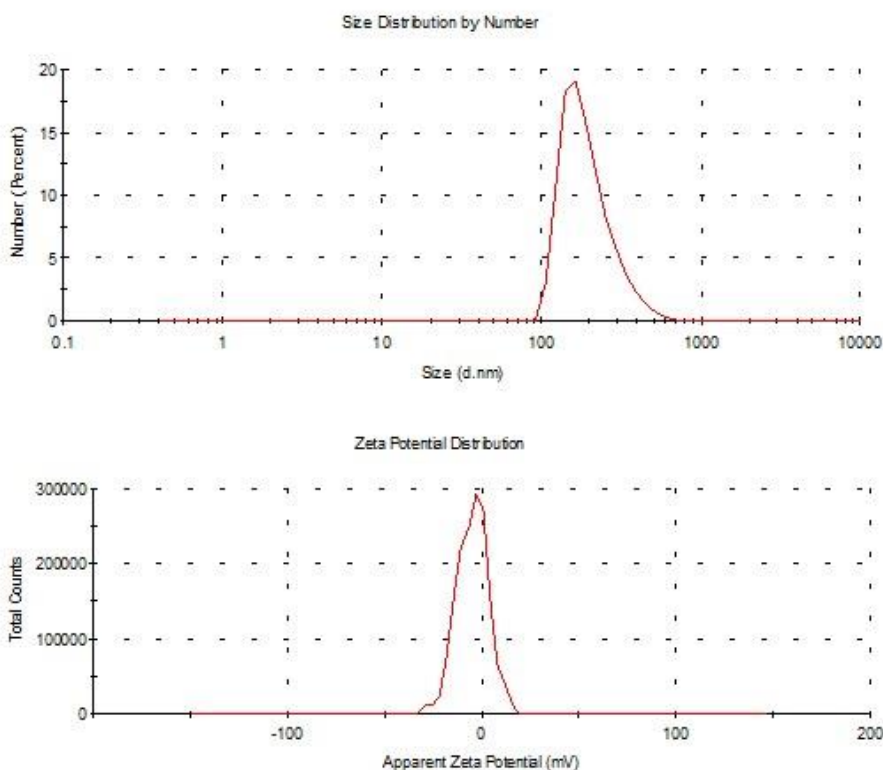 Size Distribution by Number
20
15
10
5
0
Number (Percent)
0.1 1 10 100 1000 10000
Size (d.nm)
Zeta Potential Distribution
300000
200000
100000
0
Total Counts
-100 0 100 200
Apparent Zeta Potential (mV)